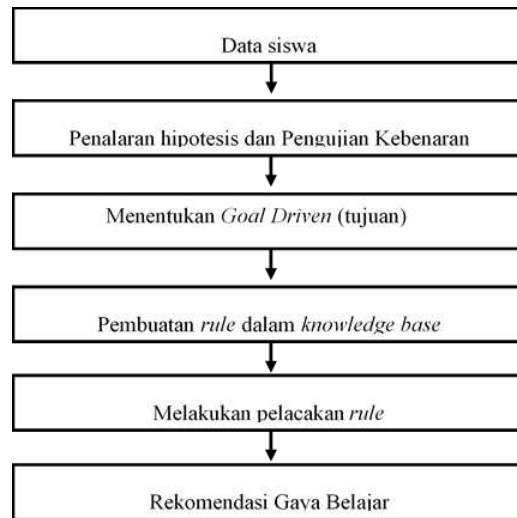 Data siswa
Penalaran hipotesis dan Pengujian Kebenaran
Menentukan Goal Driven (tujuan)
Pembuatan rule dalam knowledge base
Melakukan pelacakan rule
Rekomendasi Gaya Belajar